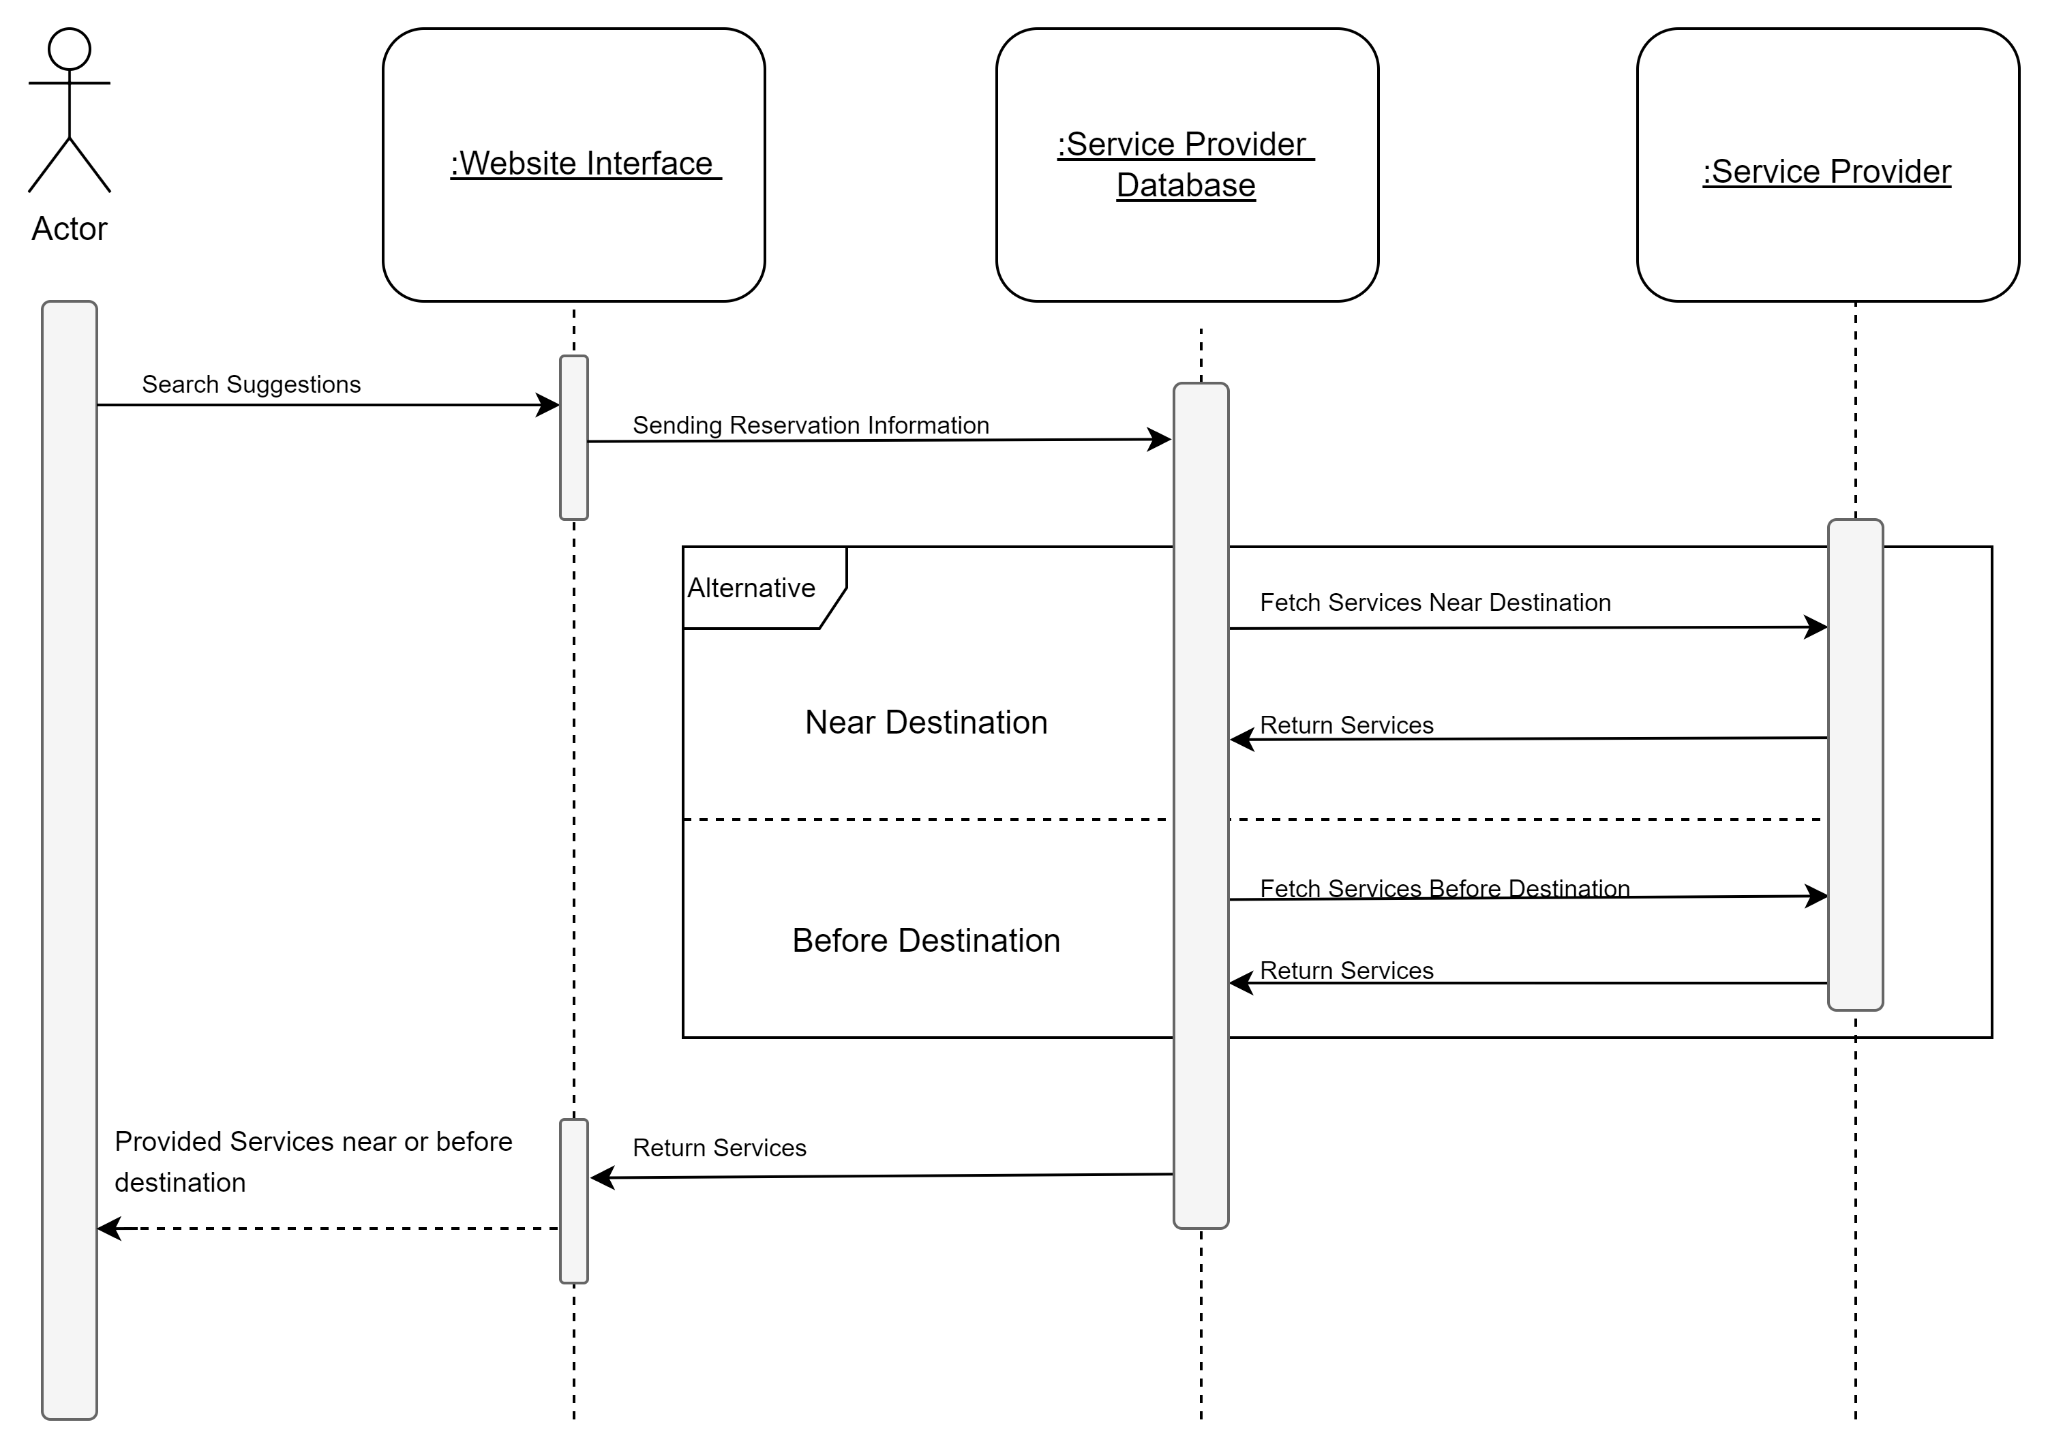 :Website Interface
:Service Provider
Database
:Service Provider
Actor
Search Suggestions
Sending Reservation Information
Alternative
Fetch Services Near Destination
Near Destination
Return Services
Fetch Services Before Destination
Before Destination
Return Services
Provided Services near or before
destination
Return Services